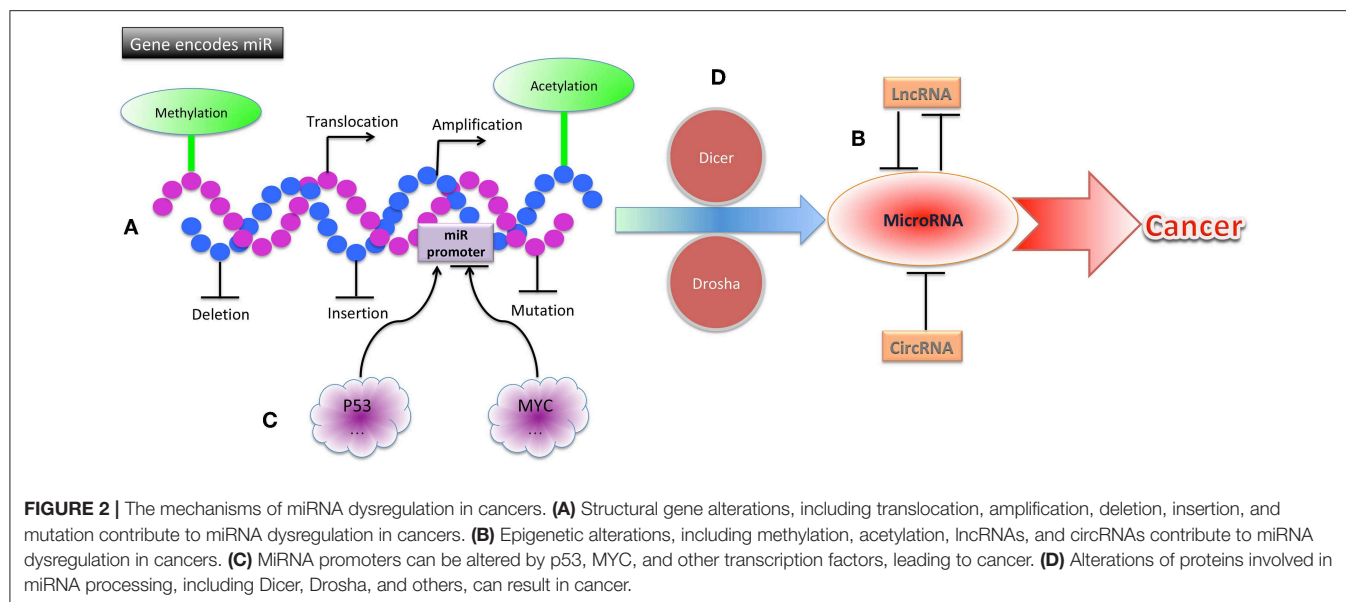 Gene encodes miR
Methylation
Acetylation
Translocation
Amplification
A
miR
promoter
Deletion
Insertion
Mutation
C
P53
...
MYC
...
D
Dicer
Drosha
B
LncRNA
MicroRNA
CircRNA
Cancer
FIGURE 2 | The mechanisms of miRNA dysregulation in cancers. (A) Structural gene alterations, including translocation, amplification, deletion, insertion, and
mutation contribute to miRNA dysregulation in cancers. (B) Epigenetic alterations, including methylation, acetylation, lncRNAs, and circRNAs contribute to miRNA
dysregulation in cancers. (C) MiRNA promoters can be altered by p53, MYC, and other transcription factors, leading to cancer. (D) Alterations of proteins involved in
miRNA processing, including Dicer, Drosha, and others, can result in cancer.